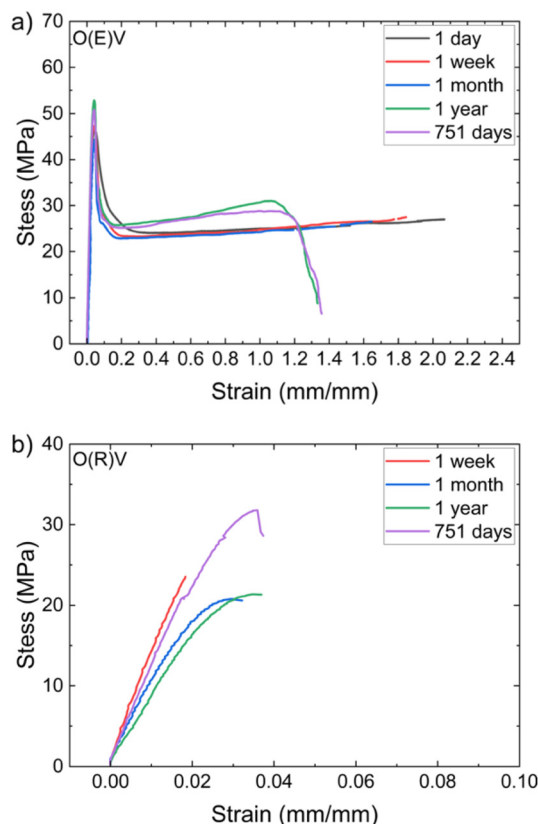 a)
O(E)V
1 day
1 week
1 month
1 year
751 days
Stess (MPa)
70
60
50
40
30
20
10
0
0.0 0.2 0.4 0.6 0.8 1.0 1.2 1.4 1.6 1.8 2.0 2.2 2.4
Strain (mm/mm)
b)
O(R)V
1 week
1 month
1 year
751 days
Stess (MPa)
40
30
20
10
0
0.00 0.02 0.04 0.06 0.08 0.10
Strain (mm/mm)